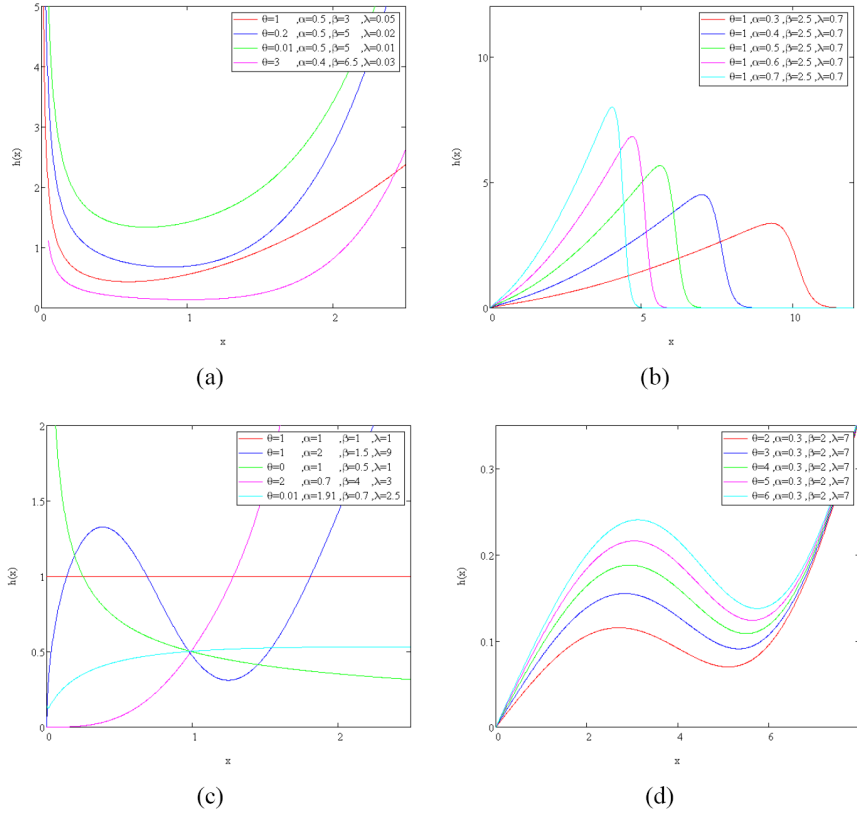 5
θ=1 ,α=0.5 ,β=3 ,λ=0.05
θ=0.2 ,α=0.5 ,β=5 ,λ=0.02
θ=0.01 ,α=0.5 ,β=5 ,λ=0.01
θ=3 ,α=0.4 ,β=6.5 ,λ=0.03
4
3
h(x)
2
1
0
0 1 2
x
(a)
θ=1 ,α=0.3 ,β=2.5 ,λ=0.7
θ=1 ,α=0.4 ,β=2.5 ,λ=0.7
θ=1 ,α=0.5 ,β=2.5 ,λ=0.7
θ=1 ,α=0.6 ,β=2.5 ,λ=0.7
θ=1 ,α=0.7 ,β=2.5 ,λ=0.7
10
h(x)
5
0
0 5 10
x
(b)
2
θ=1 ,α=1 ,β=1 ,λ=1
θ=1 ,α=2 ,β=1.5 ,λ=9
θ=0 ,α=1 ,β=0.5 ,λ=1
θ=2 ,α=0.7 ,β=4 ,λ=3
θ=0.01 ,α=1.91 ,β=0.7 ,λ=2.5
1.5
h(x)
1
0.5
0
0 1 2
x
(c)
θ=2 ,α=0.3 ,β=2 ,λ=7
θ=3 ,α=0.3 ,β=2 ,λ=7
θ=4 ,α=0.3 ,β=2 ,λ=7
θ=5 ,α=0.3 ,β=2 ,λ=7
θ=6 ,α=0.3 ,β=2 ,λ=7
0.3
0.2
h(x)
0.1
0
0 2 4 6
x
(d)